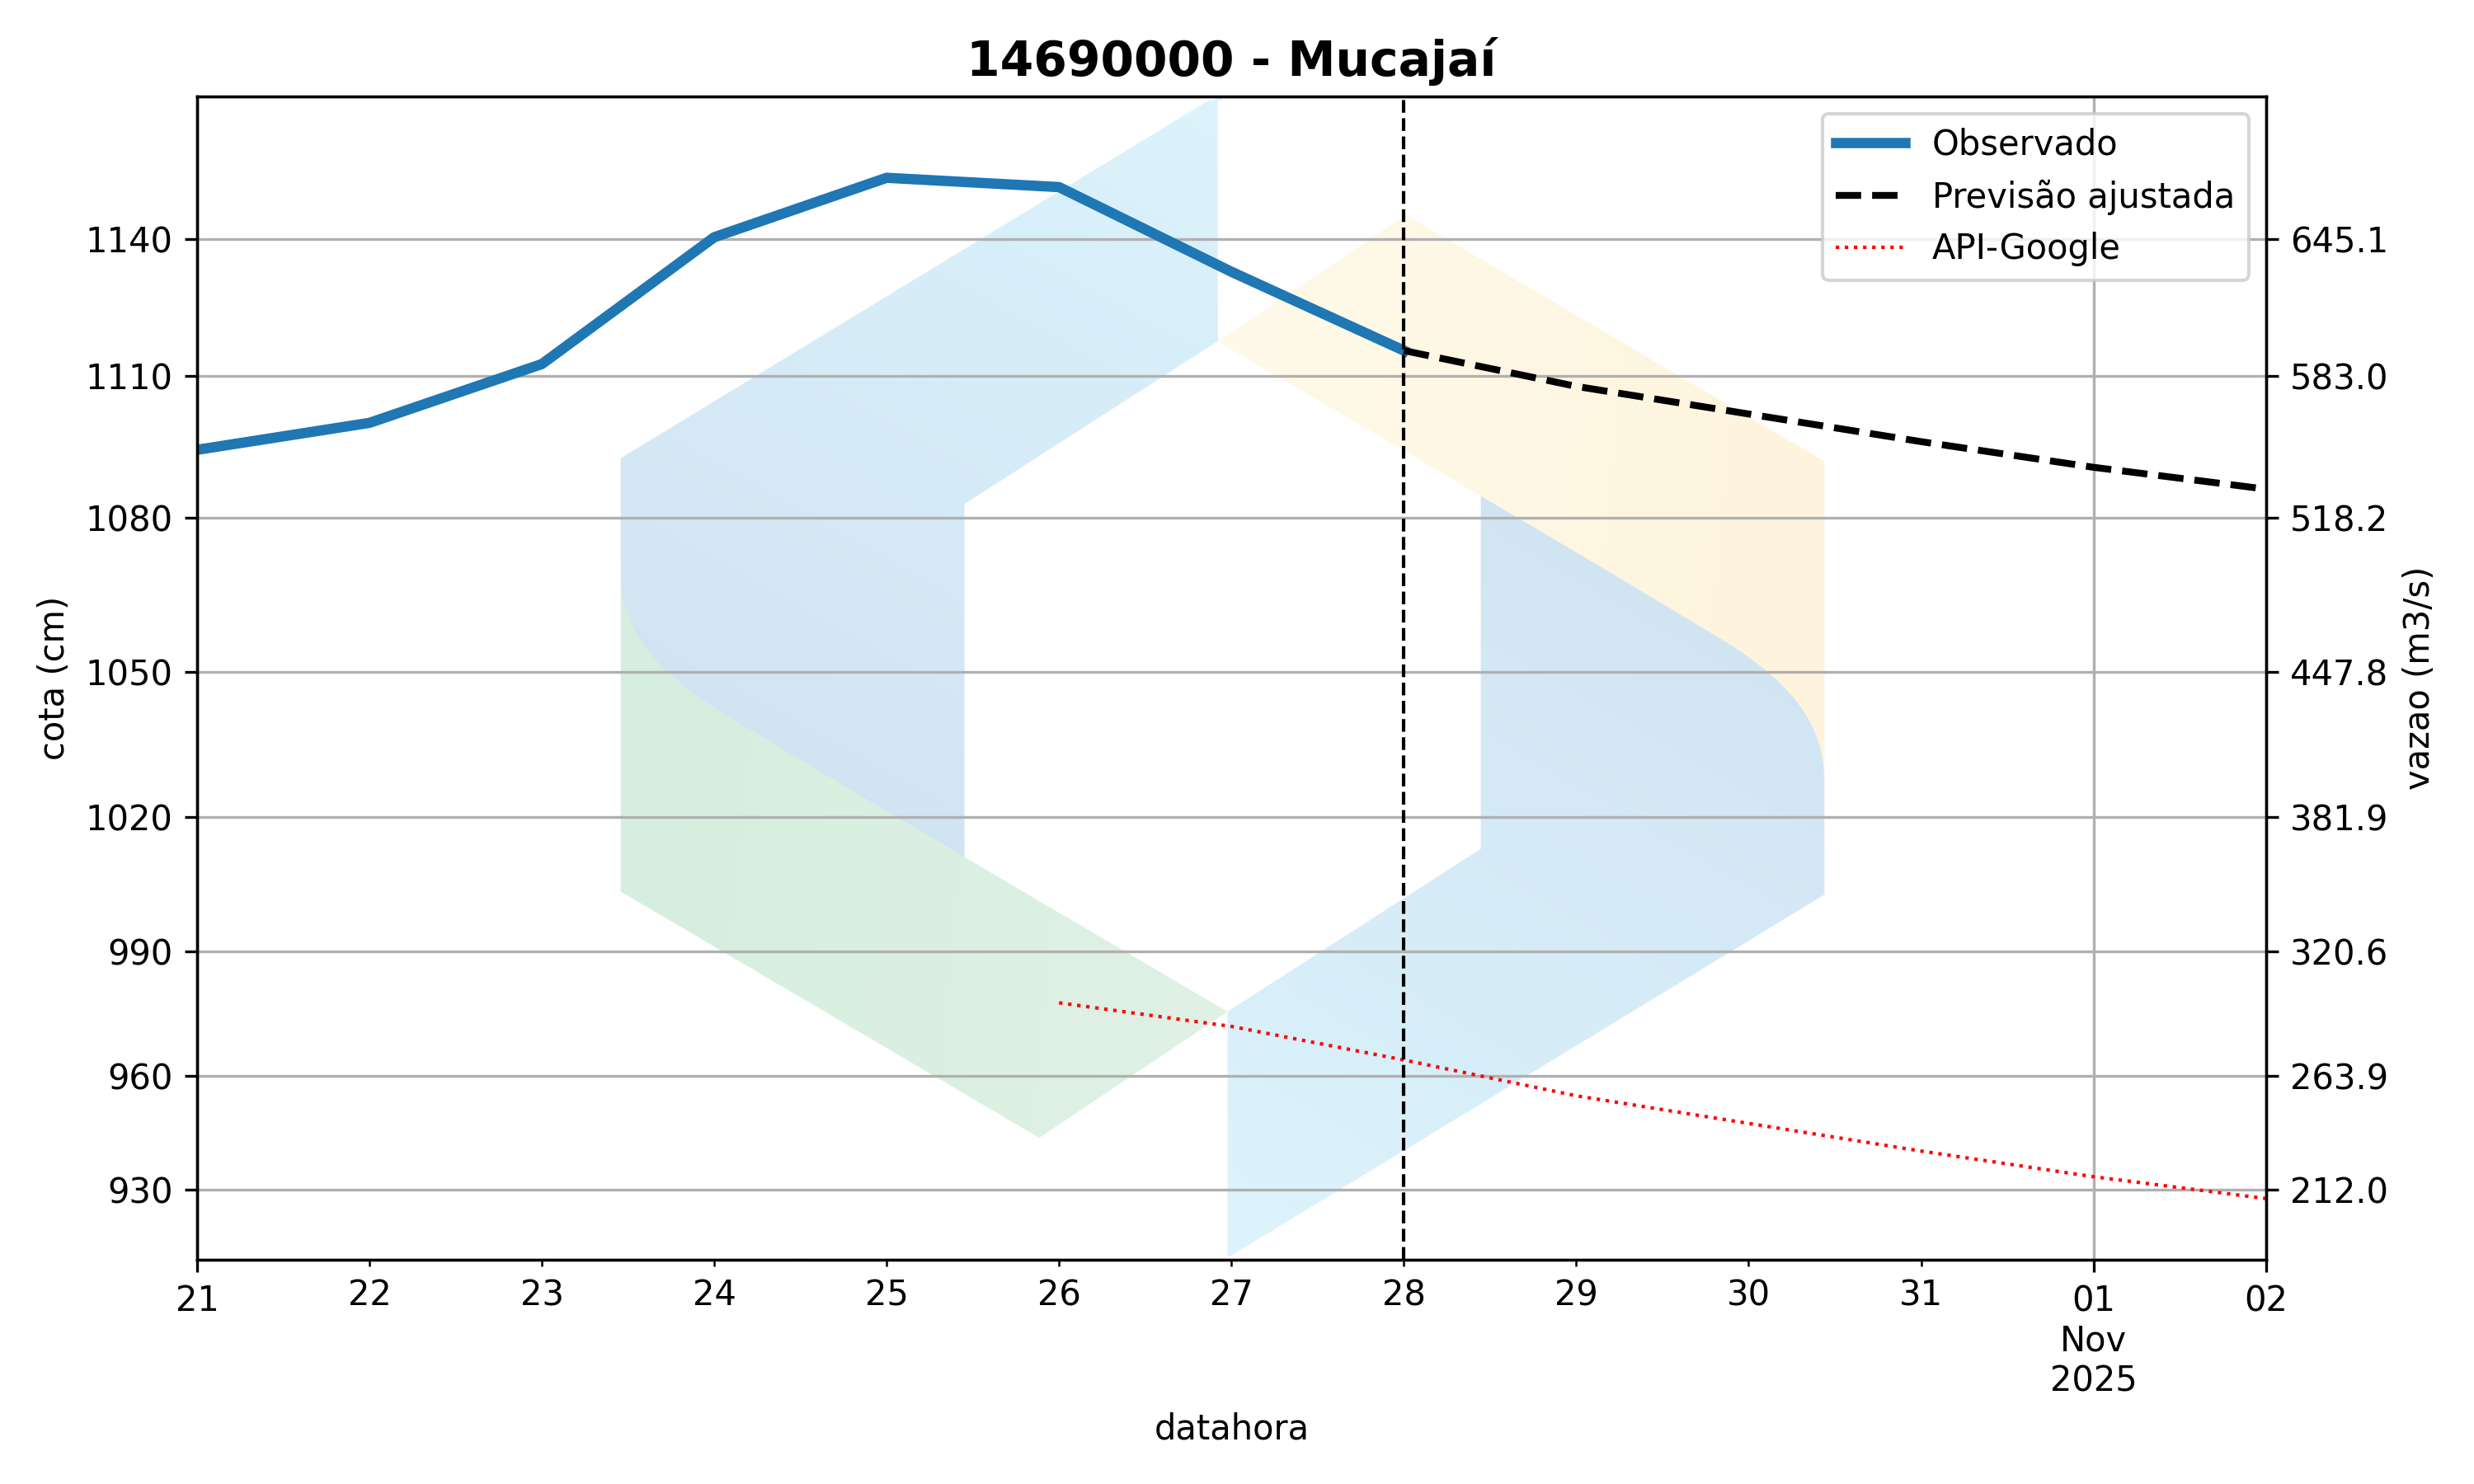 14690000 - Mucajaí
Observado
Previsão ajustada
API-Google
1140
1110
1080
1050
1020
990
960
930
cota (cm)
645.1
583.0
518.2
447.8
381.9
320.6
263.9
212.0
vazao (m3/s)
21 22 23 24 25 26 27 28 29 30 31 01 02
Nov
2025
datahora